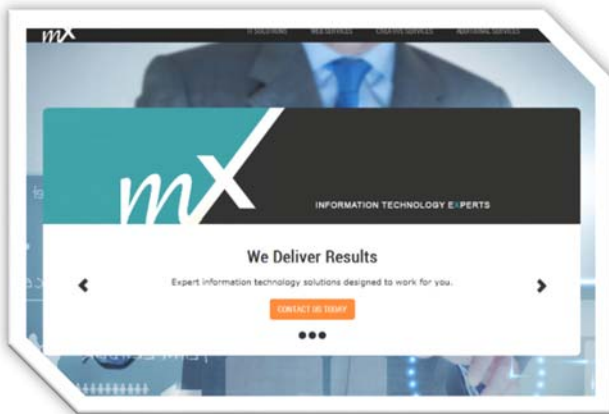 mx
IT SOLUTIONS WEB SERVICES CREATIVE SERVICES ADDITIONAL SERVICES
mx
INFORMATION TECHNOLOGY EXPERTS
We Deliver Results
Expert information technology solutions designed to work for you.
CONTACT US TODAY